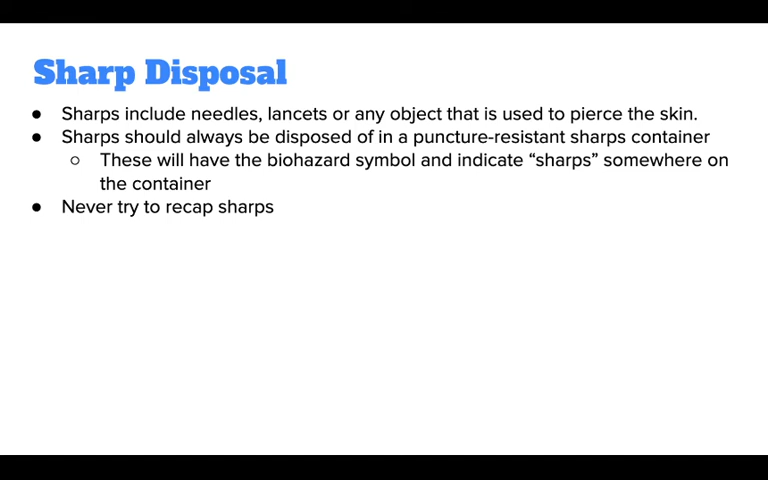 Sharp Disposal
● Sharps include needles, lancets or any object that is used to pierce the skin.
● Sharps should always be disposed of in a puncture-resistant sharps container
○ These will have the biohazard symbol and indicate “sharps” somewhere on
the container
● Never try to recap sharps